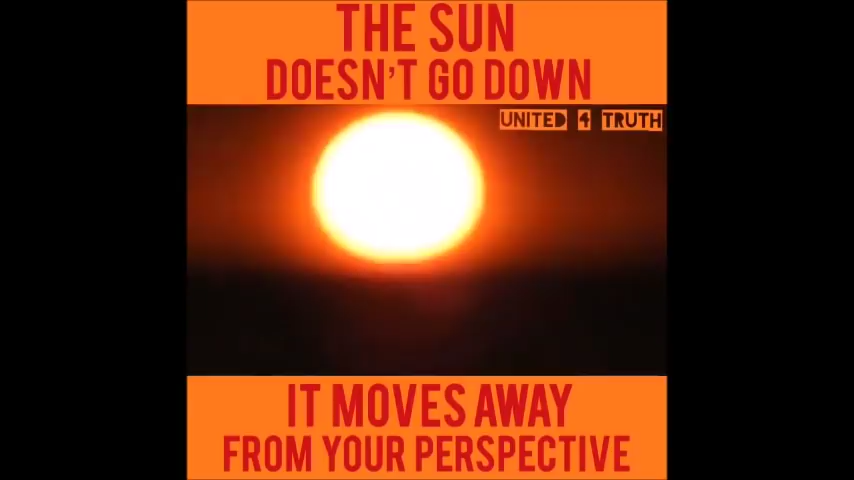 THE SUN
DOESN'T GO DOWN
UNITED 4 TRUTH
IT MOVES AWAY
FROM YOUR PERSPECTIVE